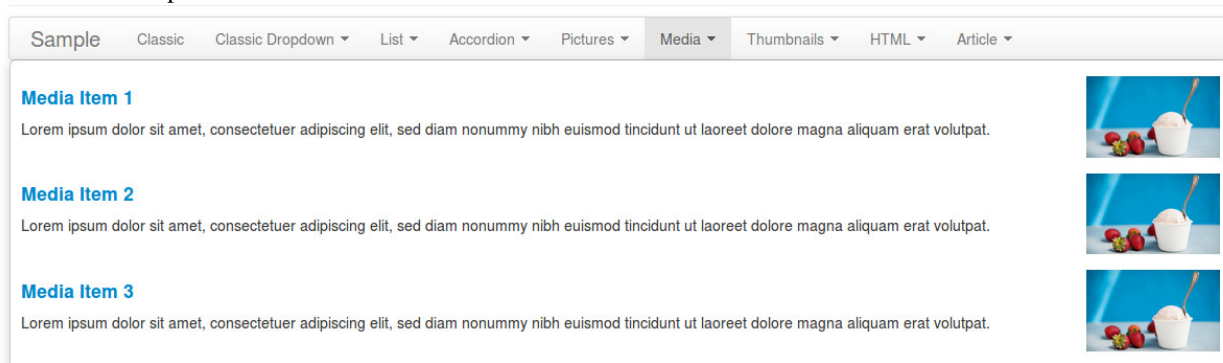 Sample Classic Classic Dropdown List Accordion Pictures Media Thumbnails HTML Article
Media Item 1
Lorem ipsum dolor sit amet, consectetuer adipiscing elit, sed diam nonummy nibh euismod tincidunt ut laoreet dolore magna aliquam erat volutpat.
Media Item 2
Lorem ipsum dolor sit amet, consectetuer adipiscing elit, sed diam nonummy nibh euismod tincidunt ut laoreet dolore magna aliquam erat volutpat.
Media Item 3
Lorem ipsum dolor sit amet, consectetuer adipiscing elit, sed diam nonummy nibh euismod tincidunt ut laoreet dolore magna aliquam erat volutpat.